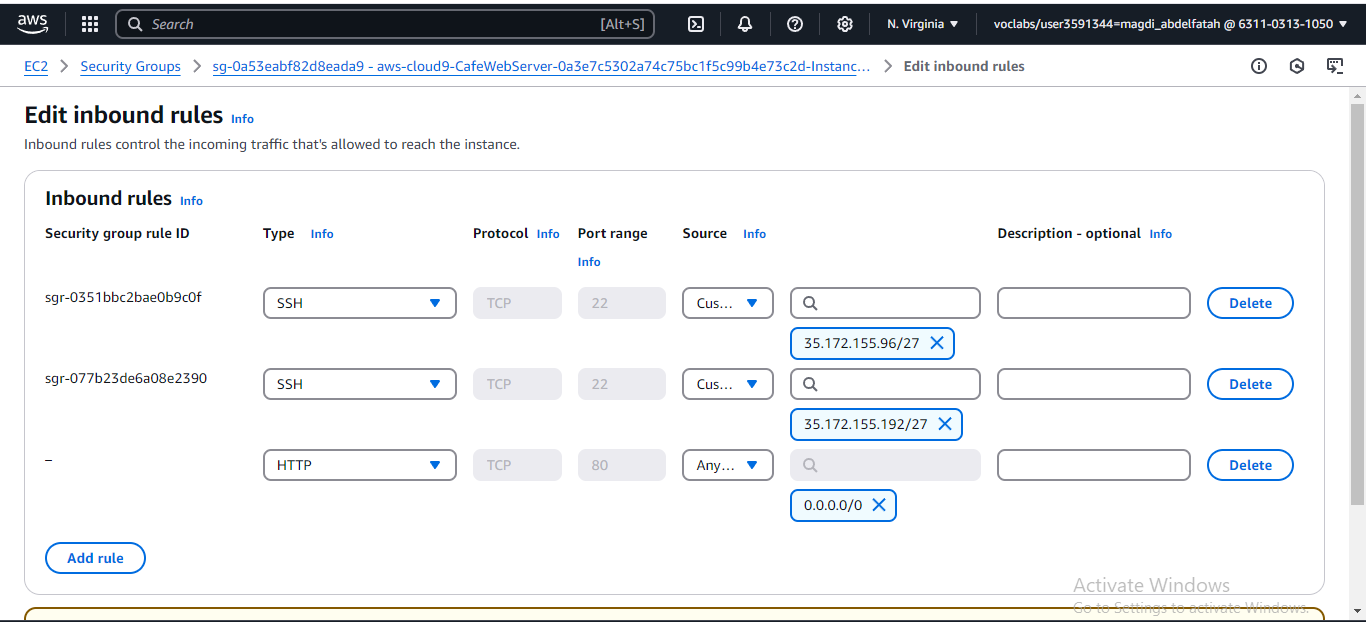 aws
Search [Alt+S] N. Virginia voclabs/user3591344=magdi_abdelfatah @ 6311-0313-1050
EC2 Security Groups sg-0a53eabf82d8eada9 - aws-cloud9-CafeWebServer-0a3e7c5302a74c75bc1f5c99b4e73c2d-Instanc... Edit inbound rules
Edit inbound rules Info
Inbound rules control the incoming traffic that's allowed to reach the instance.
Inbound rules Info
Security group rule ID Type Info Protocol Info Port range Source Info Description - optional Info
Info
sgr-0351bbc2bae0b9c0f SSH TCP 22 Cus... Delete
35.172.155.96/27
sgr-077b23de6a08e2390 SSH TCP 22 Cus... Delete
35.172.155.192/27
– HTTP TCP 80 Any... Delete
0.0.0.0/0
Add rule
Activate Windows
Go to Settings to activate Windows.